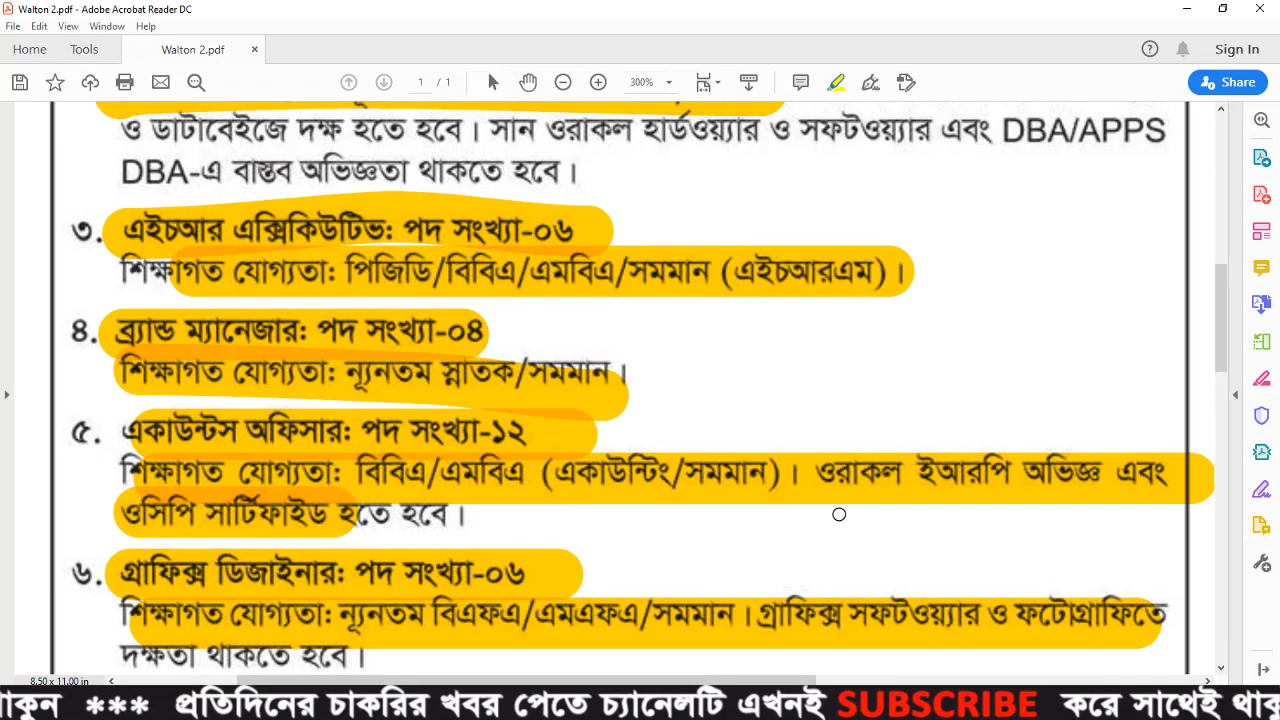 Walton 2.pdf - Adobe Acrobat Reader DC
File Edit View Window Help
Home Tools Walton 2.pdf × Sign In
1 / 1 300% Share
ও ডাটাবেইজে দক্ষ হতে হবে। সান ওরাকল হার্ডওয়্যার ও সফটওয়্যার এবং DBA/APPS
DBA-এ বাস্তব অভিজ্ঞতা থাকতে হবে।
৩. এইচআর এক্সিকিউটিভ: পদ সংখ্যা-০৬
শিক্ষাগত যোগ্যতা: পিজিডি/বিবিএ/এমবিএ/সমমান (এইচআরএম)।
৪. ব্র্যান্ড ম্যানেজার: পদ সংখ্যা-০৪
শিক্ষাগত যোগ্যতা: ন্যূনতম স্নাতক/সমমান।
৫. একাউন্টস অফিসার: পদ সংখ্যা-১২
শিক্ষাগত যোগ্যতা: বিবিএ/এমবিএ (একাউন্টিং/সমমান)। ওরাকল ইআরপি অভিজ্ঞ এবং
ওসিপি সার্টিফাইড হতে হবে।
৬. গ্রাফিক্স ডিজাইনার: পদ সংখ্যা-০৬
শিক্ষাগত যোগ্যতা: ন্যূনতম বিএফএ/এমএফএ/সমমান। গ্রাফিক্স সফটওয়্যার ও ফটোগ্রাফিতে
দক্ষতা থাকতে হবে।
8.50 x 11.00 in
থাকুন *** প্রতিদিনের চাকরির খবর পেতে চ্যানেলটি এখনই SUBSCRIBE করে সাথেই